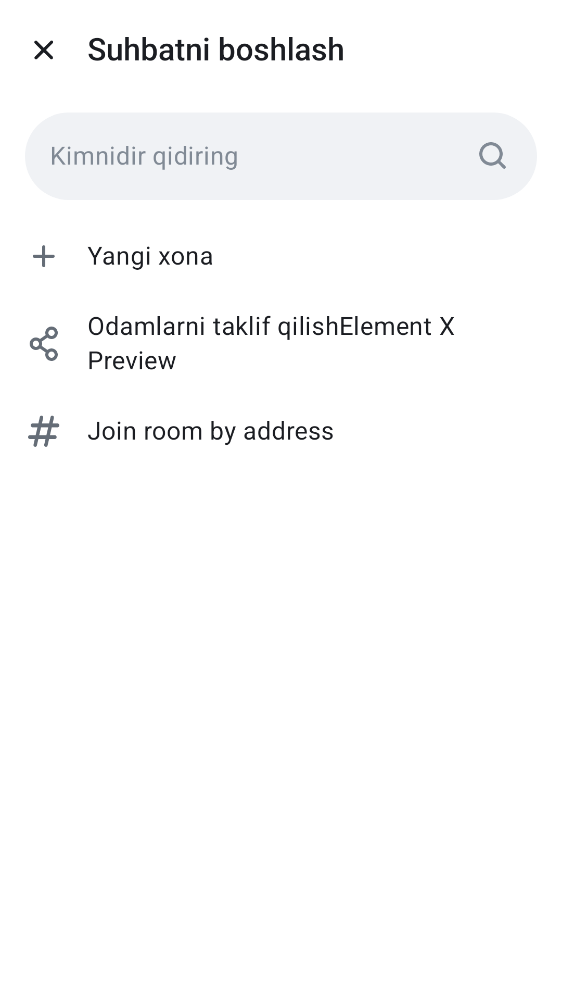 Suhbatni boshlash
Kimnidir qidiring
Yangi xona
Odamlarni taklif qilishElement X
Preview
Join room by address